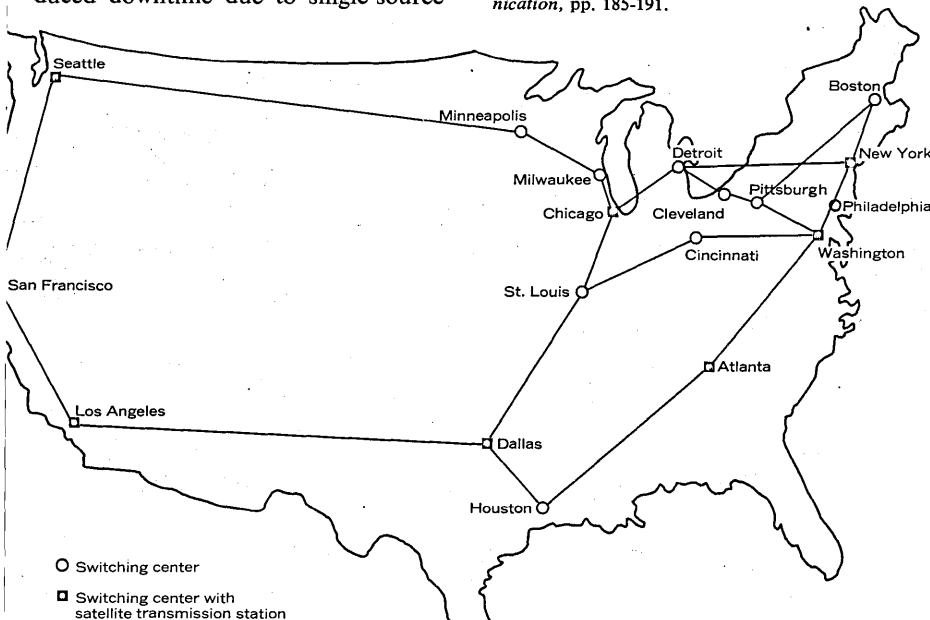 duced downtime due to single-source
nication, pp. 185-191.
Seattle
Boston
Minneapolis
Detroit
New York
Milwaukee
Pittsburgh
Chicago
Cleveland
Philadelphia
Cincinnati
Washington
San Francisco
St. Louis
Atlanta
Los Angeles
Dallas
Houston
Switching center
Switching center with
satellite transmission station